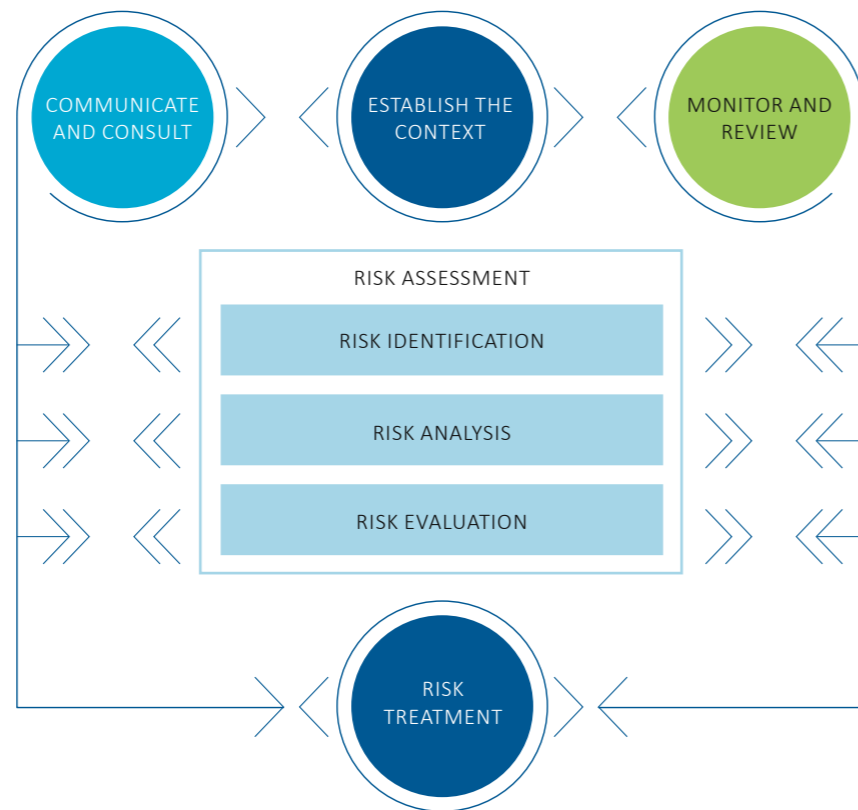 COMMUNICATE
AND CONSULT
ESTABLISH THE
CONTEXT
MONITOR AND
REVIEW
RISK ASSESSMENT
RISK IDENTIFICATION
RISK ANALYSIS
RISK EVALUATION
RISK
TREATMENT